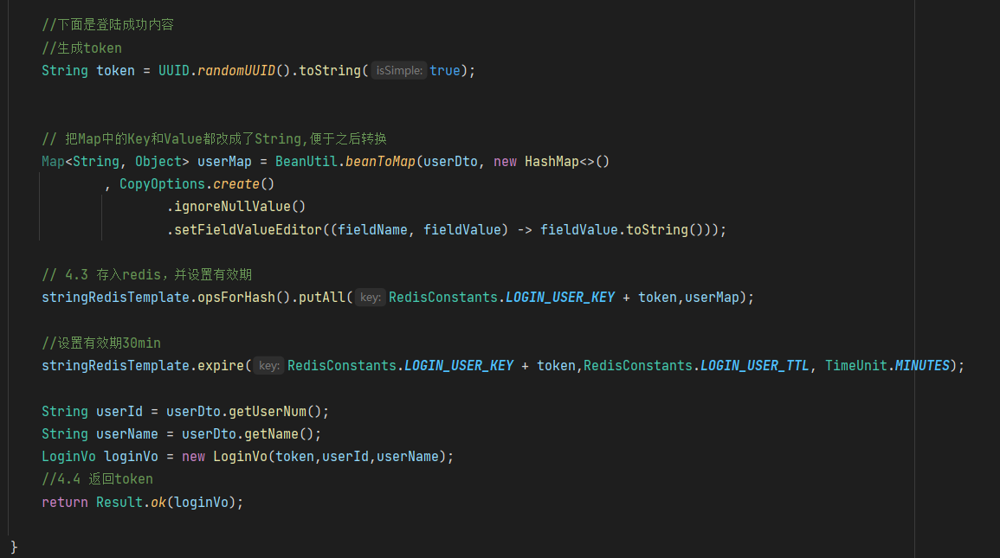 //下面是登陆成功内容
//生成token
String token = UUID.randomUUID().toString( isSimple: true);
// 把Map中的Key和Value都改成了String,便于之后转换
Map<String, Object> userMap = BeanUtil.beanToMap(userDto, new HashMap<>()
, CopyOptions.create()
.ignoreNullValue()
.setFieldValueEditor((fieldName, fieldValue) -> fieldValue.toString()));
// 4.3 存入redis，并设置有效期
stringRedisTemplate.opsForHash().putAll( key: RedisConstants.LOGIN_USER_KEY + token,userMap);
//设置有效期30min
stringRedisTemplate.expire( key: RedisConstants.LOGIN_USER_KEY + token,RedisConstants.LOGIN_USER_TTL, TimeUnit.MINUTES);
String userId = userDto.getUserNum();
String userName = userDto.getName();
LoginVo loginVo = new LoginVo(token,userId,userName);
//4.4 返回token
return Result.ok(loginVo);
}